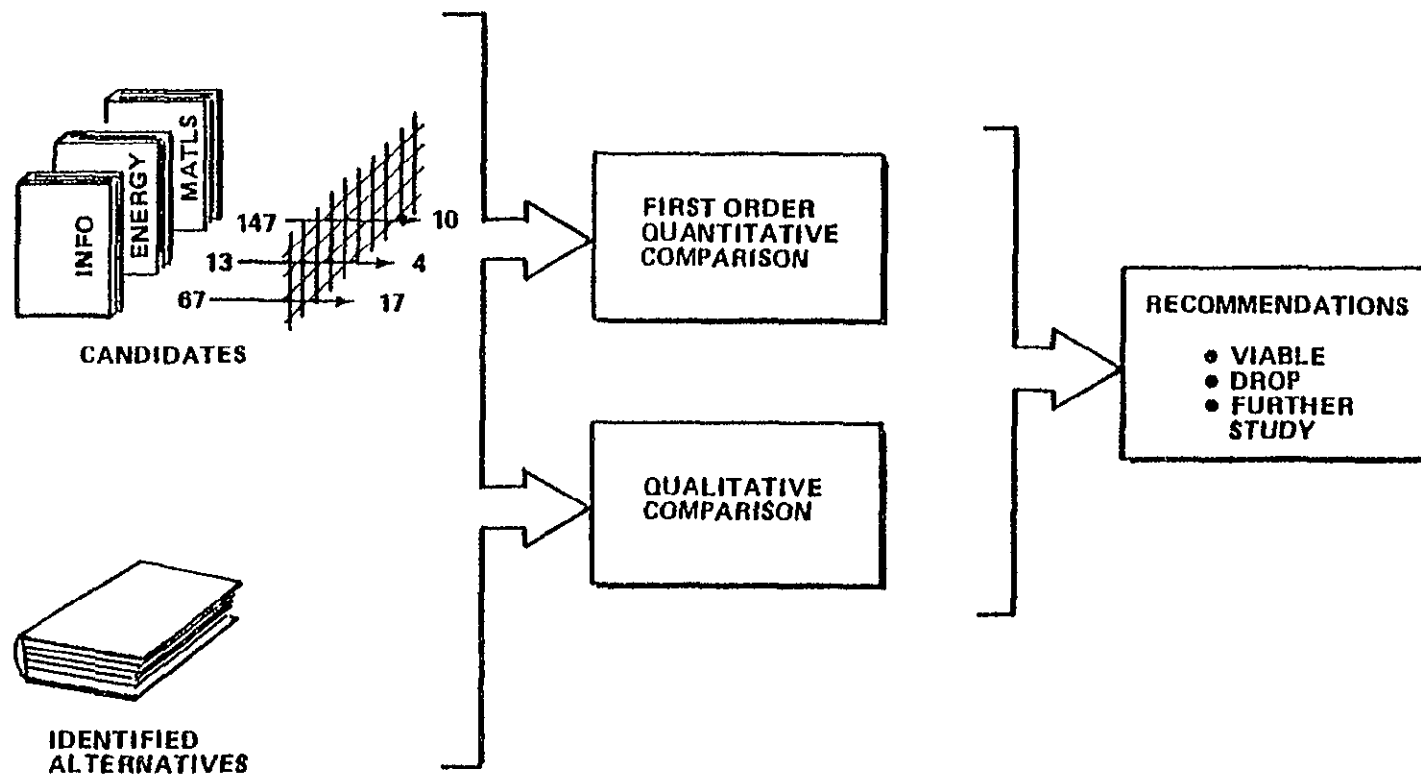 MATLS
ENERGY
INFO
147
10
13
4
67
17
CANDIDATES
IDENTIFIED
ALTERNATIVES
FIRST ORDER
QUANTITATIVE
COMPARISON
QUALITATIVE
COMPARISON
RECOMMENDATIONS
• VIABLE
• DROP
• FURTHER
STUDY